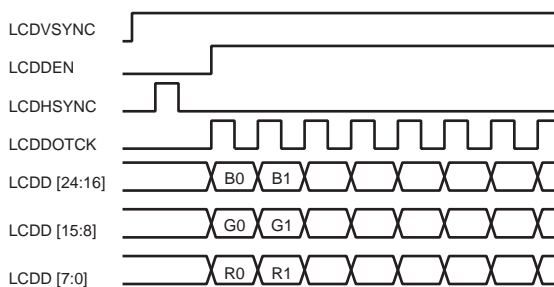 LCDVSYNC
LCDDEN
LCDHSYNC
LCDDOTCK
LCDD [24:16] B0 B1
LCDD [15:8] G0 G1
LCDD [7:0] R0 R1